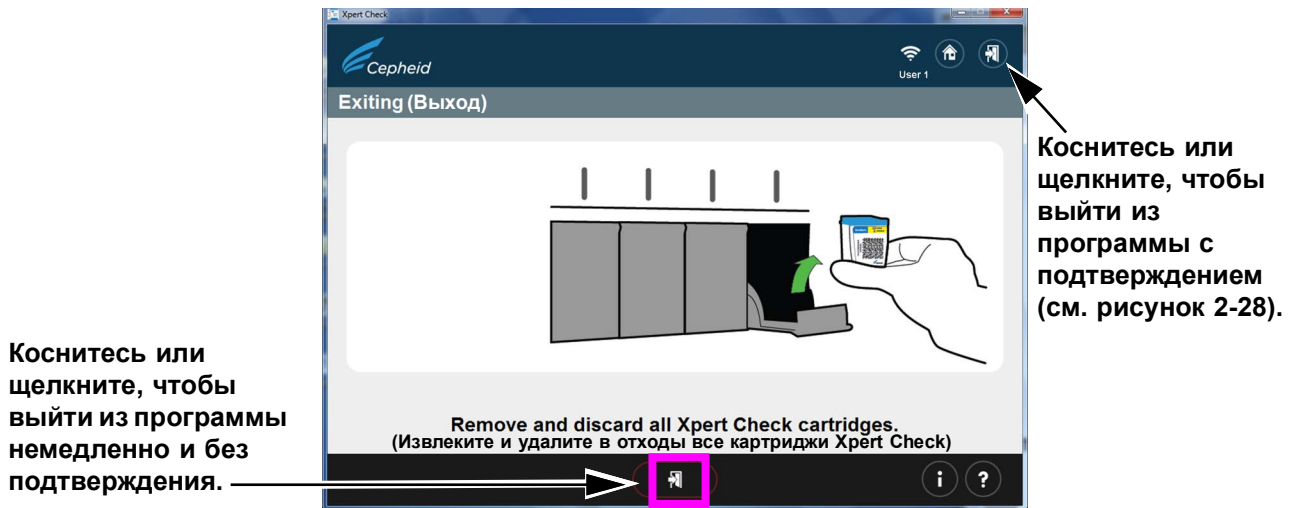 Xpert Check
Cepheid
User 1
Exiting (Выход)
Коснитесь или
щелкните, чтобы
выйти из
программы с
подтверждением
(см. рисунок 2-28).
Коснитесь или
щелкните, чтобы
выйти из программы
немедленно и без
подтверждения.
Remove and discard all Xpert Check cartridges.
(Извлеките и удалите в отходы все картриджи Xpert Check)
i ?